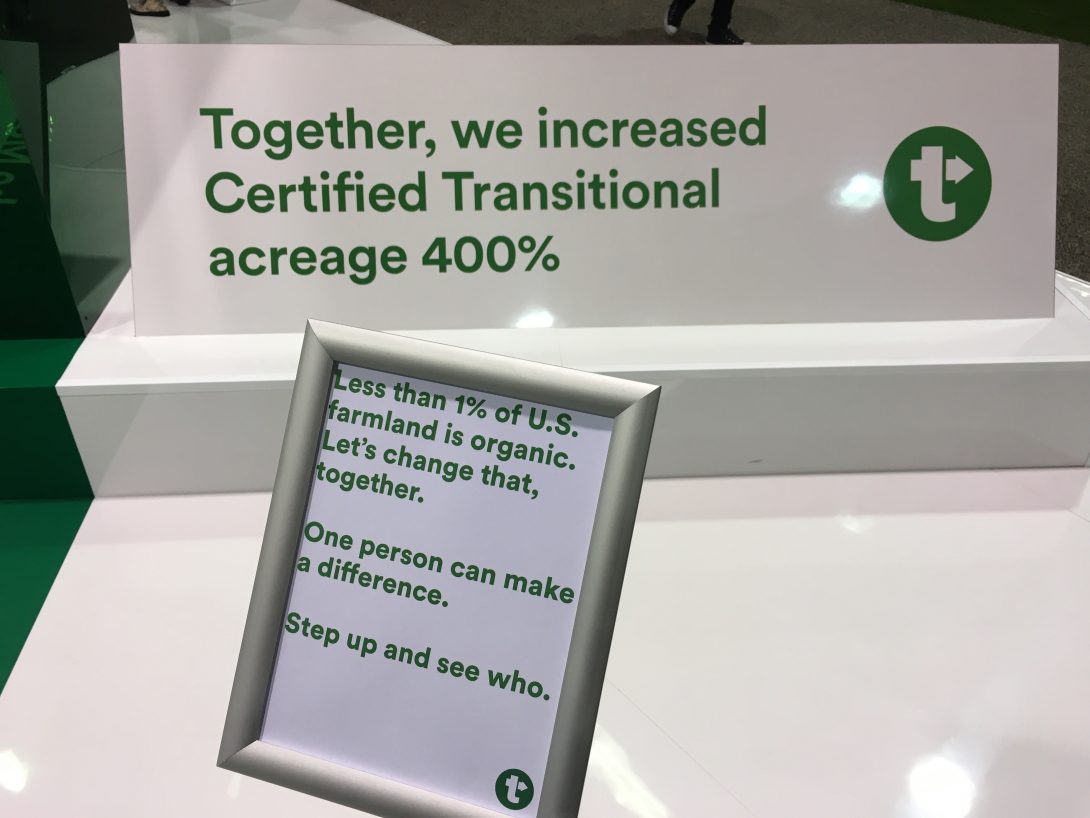 Together, we increased
Certified Transitional
acreage 400%
t
Less than 1% of U.S.
farmland is organic.
Let's change that,
together.
One person can make
a difference.
Step up and see who.
t